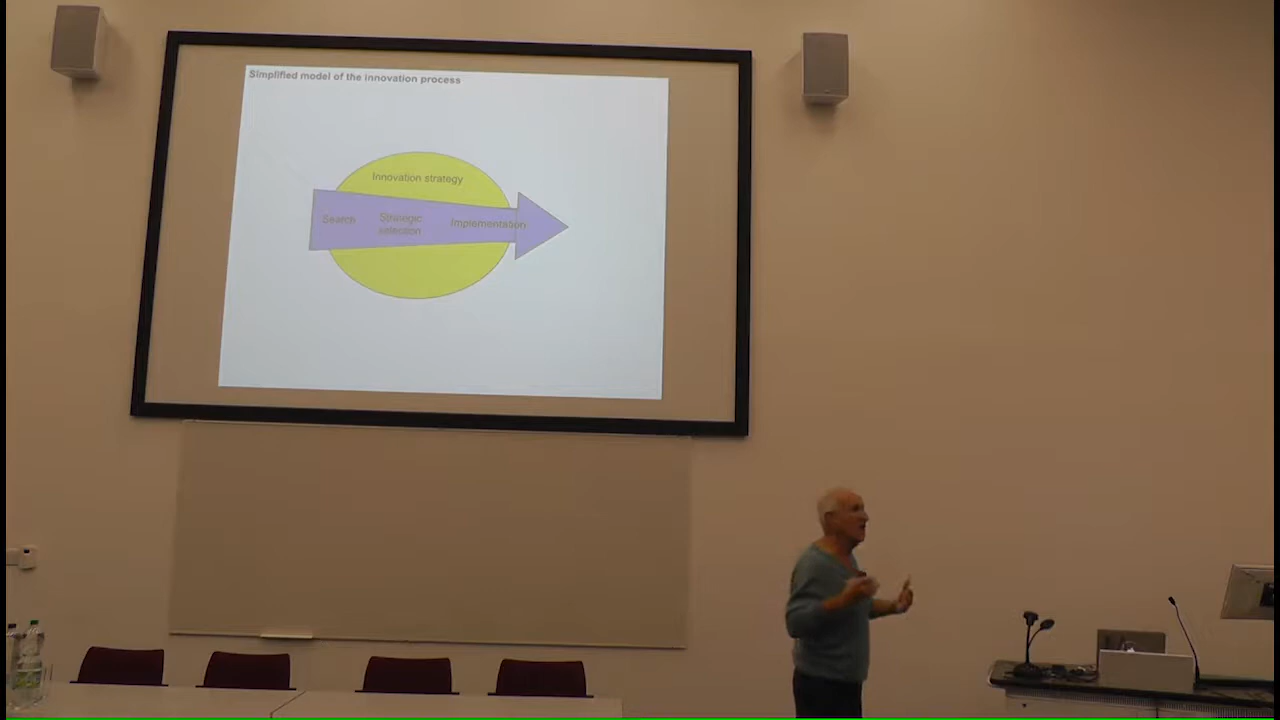 Simplified model of the innovation process
Innovation strategy
Search
Strategic
selection
Implementation